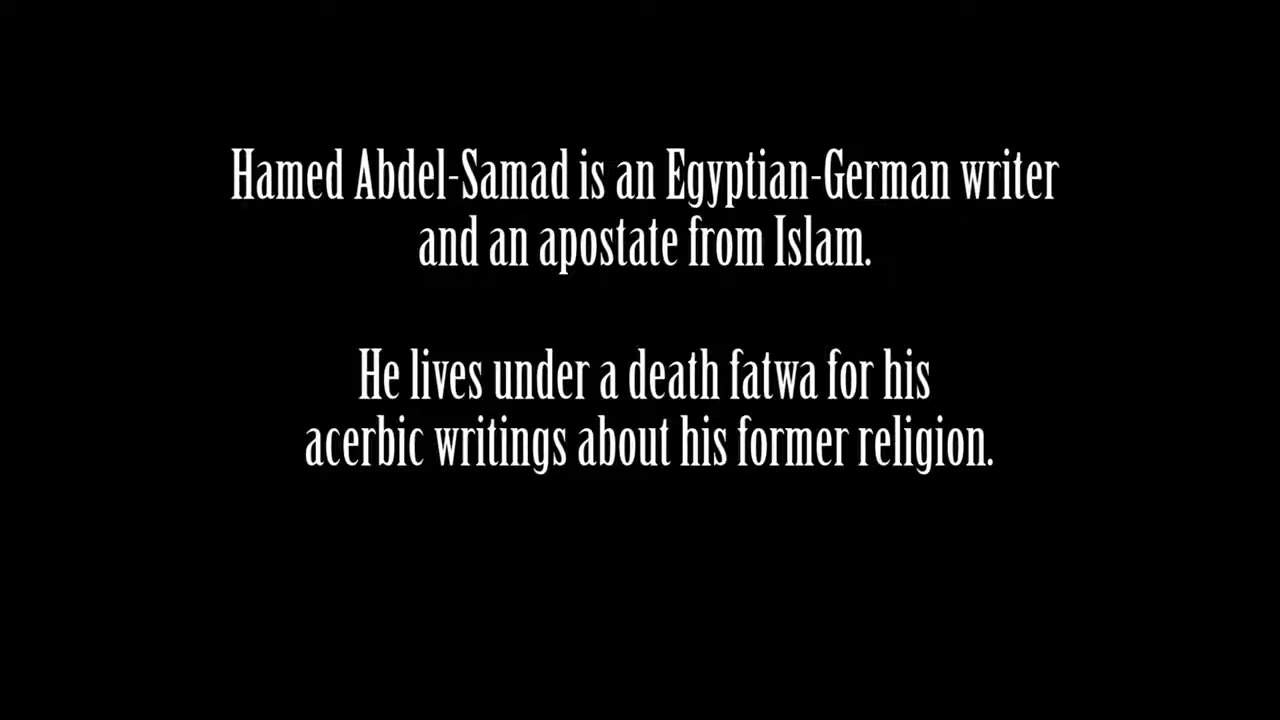 Hamed Abdel-Samad is an Egyptian-German writer
and an apostate from Islam.
He lives under a death fatwa for his
acerbic writings about his former religion.